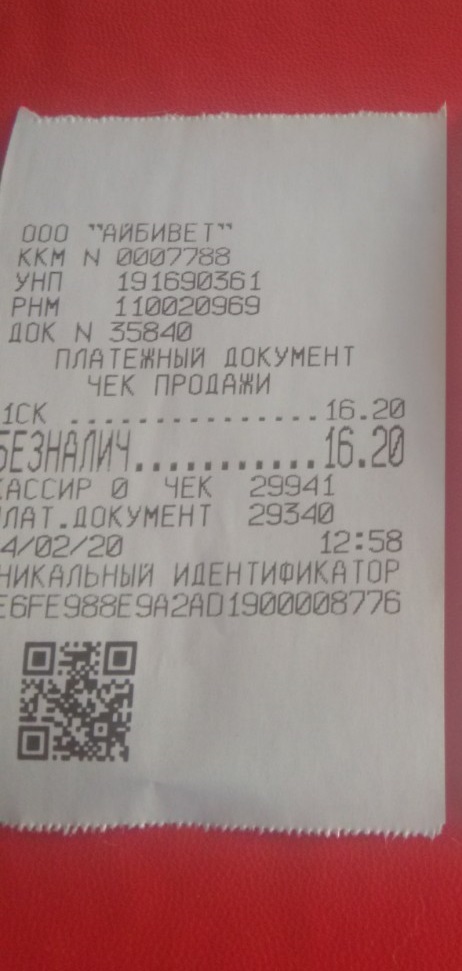 ООО "АЙБИВЕТ"
ККМ N 0007788
УНП 191690361
РНМ 110020969
ДОК N 35840
ПЛАТЕЖНЫЙ ДОКУМЕНТ
ЧЕК ПРОДАЖИ
1СК ................16.20
БЕЗНАЛИЧ...........16.20
КАССИР 0 ЧЕК 29941
ПЛАТ.ДОКУМЕНТ 29340
4/02/20 12:58
НИКАЛЬНЫЙ ИДЕНТИФИКАТОР
E6FE988E9A2AD1900008776